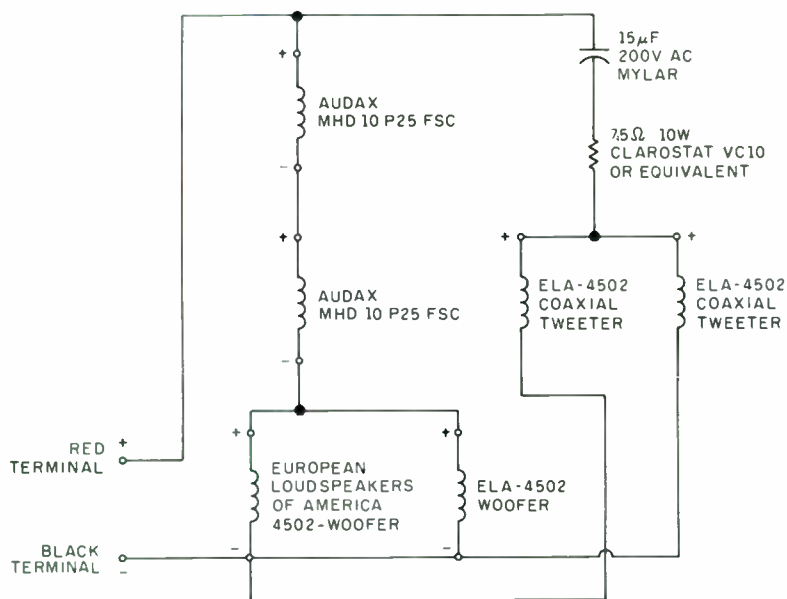 15µF
200V AC
MYLAR
+
AUDAX
MHD 10 P25 FSC
7.5Ω 10W
CLAROSTAT VC10
OR EQUIVALENT
–
+
+
+
AUDAX
MHD 10 P25 FSC
ELA-4502
COAXIAL
TWEETER
ELA-4502
COAXIAL
TWEETER
–
+
+
RED
TERMINAL
+
EUROPEAN
LOUDSPEAKERS
OF AMERICA
4502-WOOFER
ELA-4502
WOOFER
–
–
BLACK
TERMINAL
–